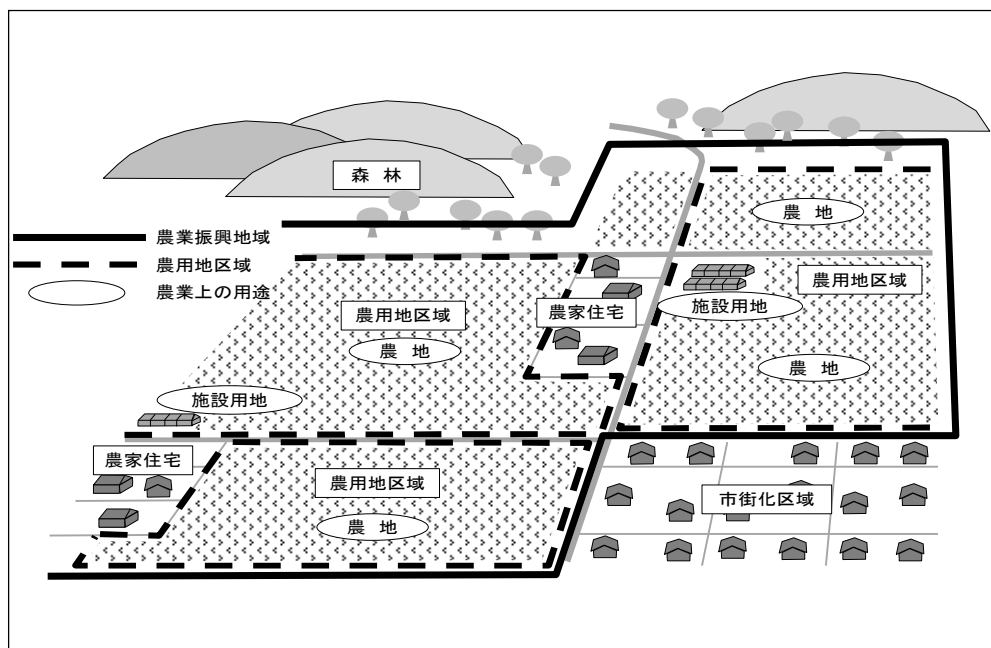 森 林
農 地
農業振興地域
農用地区域
農業上の用途
農用地区域
農用地区域
農家住宅
施設用地
農 地
農 地
施設用地
農家住宅
農用地区域
市街化区域
農 地